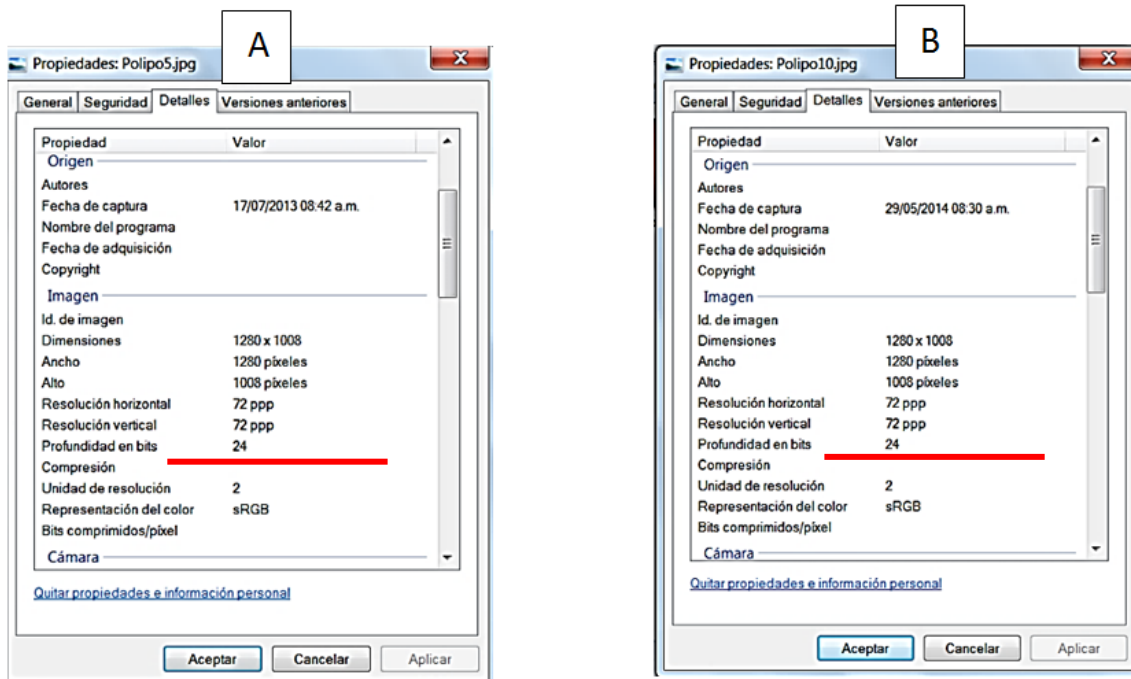 A
Propiedades: Polipo5.jpg
General Seguridad Detalles Versiones anteriores
Propiedad Valor
Origen
Autores
Fecha de captura 17/07/2013 08:42 a.m.
Nombre del programa
Fecha de adquisición
Copyright
Imagen
Id. de imagen
Dimensiones 1280 x 1008
Ancho 1280 píxeles
Alto 1008 píxeles
Resolución horizontal 72 ppp
Resolución vertical 72 ppp
Profundidad en bits 24
Compresión
Unidad de resolución 2
Representación del color sRGB
Bits comprimidos/píxel
Cámara
Quitar propiedades e información personal
Aceptar Cancelar Aplicar
B
Propiedades: Polipo10.jpg
General Seguridad Detalles Versiones anteriores
Propiedad Valor
Origen
Autores
Fecha de captura 29/05/2014 08:30 a.m.
Nombre del programa
Fecha de adquisición
Copyright
Imagen
Id. de imagen
Dimensiones 1280 x 1008
Ancho 1280 píxeles
Alto 1008 píxeles
Resolución horizontal 72 ppp
Resolución vertical 72 ppp
Profundidad en bits 24
Compresión
Unidad de resolución 2
Representación del color sRGB
Bits comprimidos/píxel
Cámara
Quitar propiedades e información personal
Aceptar Cancelar Aplicar